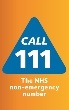 CALL
111
The NHS
non-emergency
number